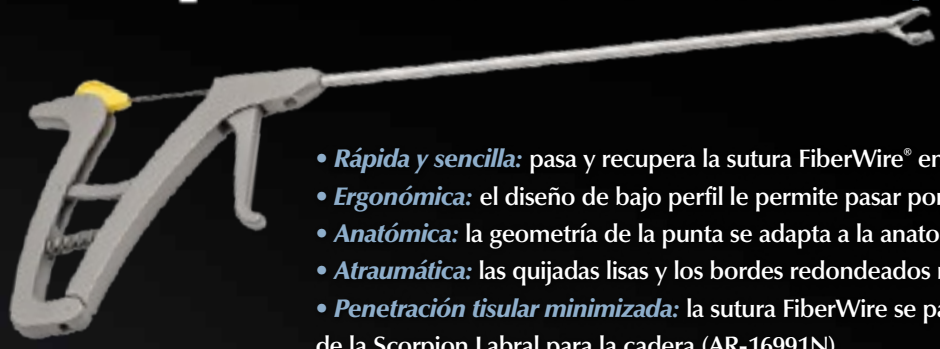 • Rápida y sencilla: pasa y recupera la sutura FiberWire® en
• Ergonómica: el diseño de bajo perfil le permite pasar por
• Anatómica: la geometría de la punta se adapta a la
• Atraumática: las quijadas lisas y los bordes redondeados
• Penetración tisular minimizada: la sutura FiberWire se
de la Scorpion Labral para la cadera (AR-16991N)